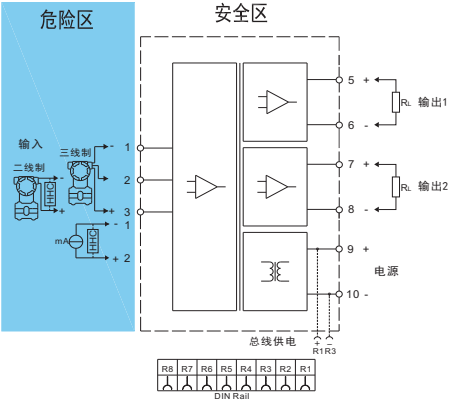 危险区
安全区
输入
二线制
三线制
- 1
2
+ 3
-
+
mA
- 1
+ 2
5 +
6 -
RL 输出1
7 +
8 -
RL 输出2
9 +
电源
10 -
总线供电
+ -
R1 R3
R8 R7 R6 R5 R4 R3 R2 R1
DIN Rail